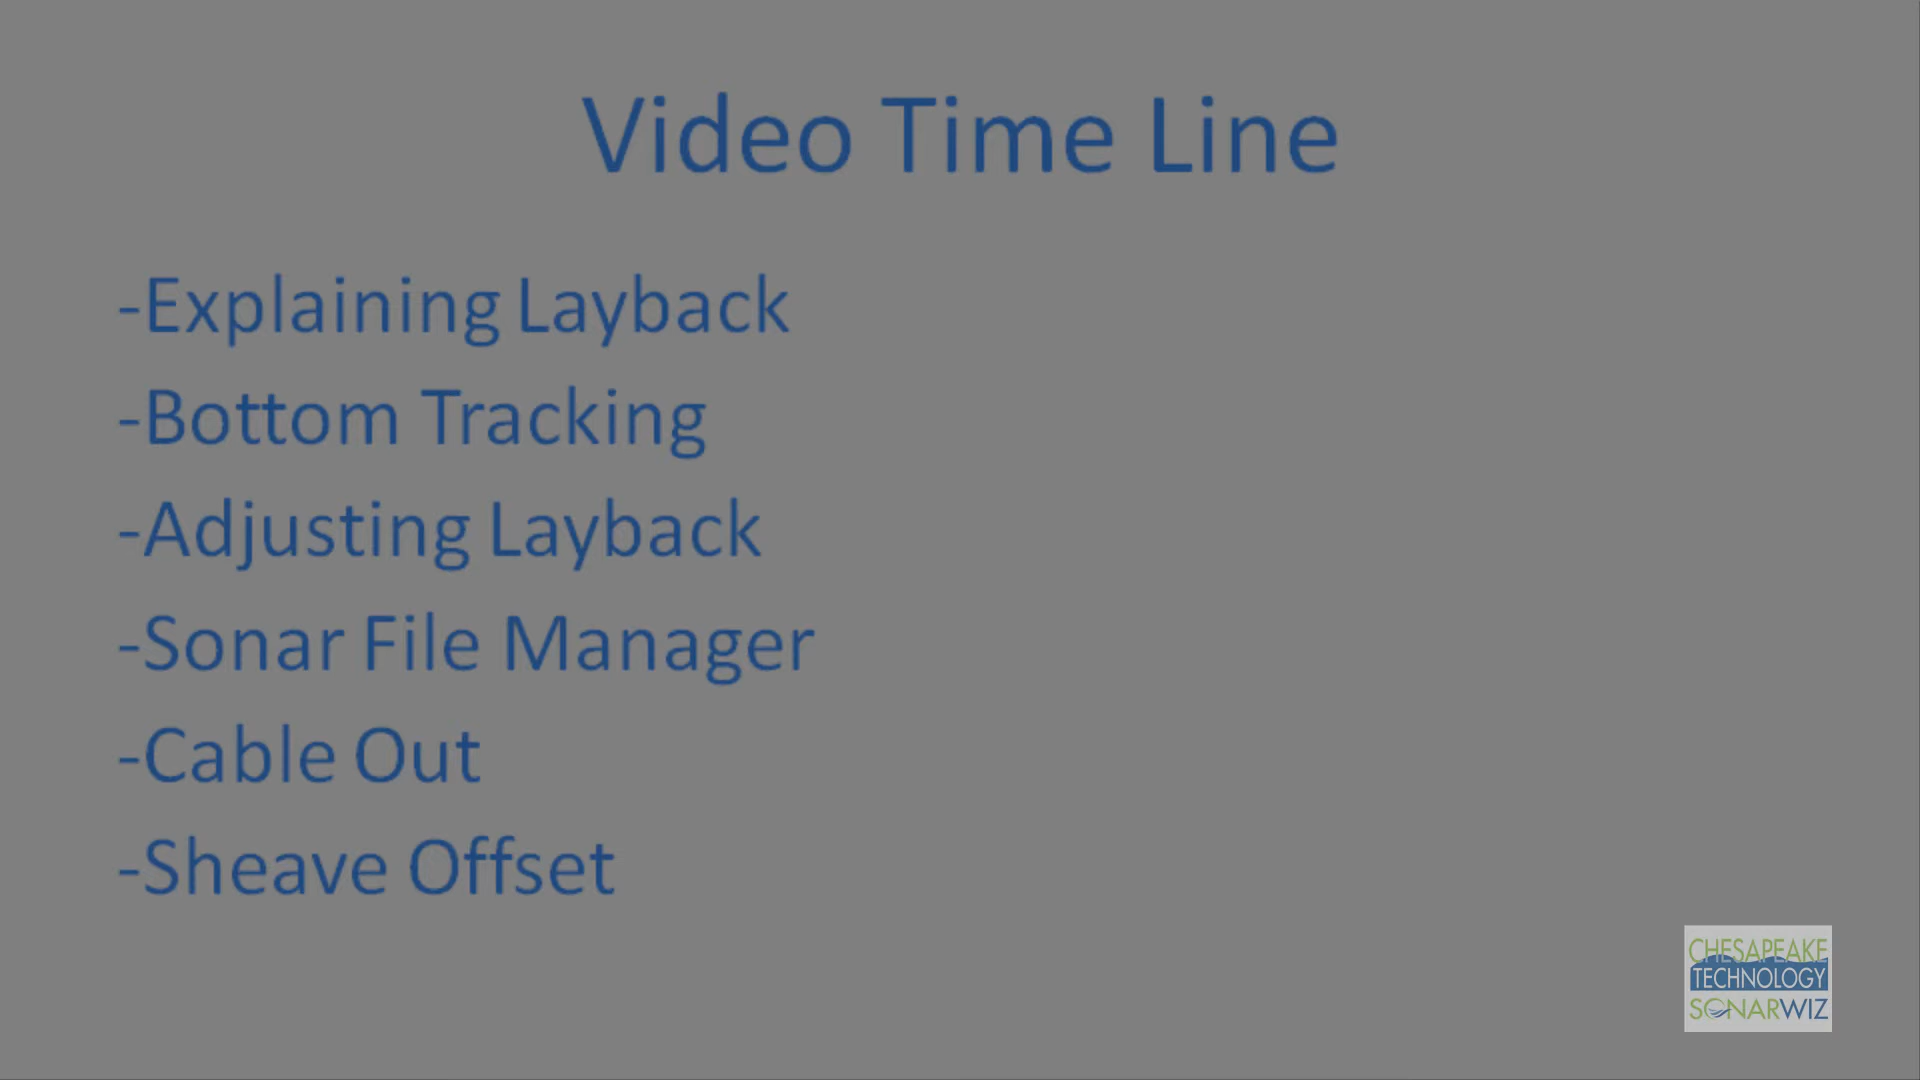 Video Time Line
-Explaining Layback
-Bottom Tracking
-Adjusting Layback
-Sonar File Manager
-Cable Out
-Sheave Offset
CHESAPEAKE
TECHNOLOGY
SONARWIZ